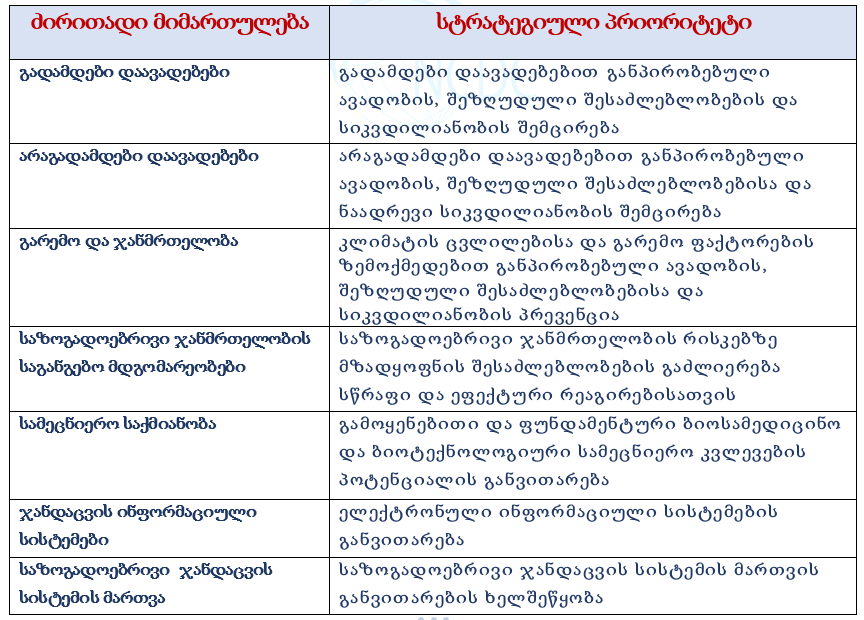 ძირითადი მიმართულება
სტრატეგიული პრიორიტეტი
გადამდები დაავადებები
გადამდები დაავადებებით განპირობებული
ავადობის, შეზღუდული შესაძლებლობების და
სიკვდილიანობის შემცირება
არაგადამდები დაავადებები
არაგადამდები დაავადებებით განპირობებული
ავადობის, შეზღუდული შესაძლებლობებისა და
ნაადრევი სიკვდილიანობის შემცირება
გარემო და ჯანმრთელობა
კლიმატის ცვლილებისა და გარემო ფაქტორების
ზემოქმედებით განპირობებული ავადობის,
შეზღუდული შესაძლებლობებისა და
სიკვდილიანობის პრევენცია
საზოგადოებრივი ჯანმრთელობის
საგანგებო მდგომარეობები
საზოგადოებრივი ჯანმრთელობის რისკებზე
მზადყოფნის შესაძლებლობების გაძლიერება
სწრაფი და ეფექტური რეაგირებისათვის
სამეცნიერო საქმიანობა
გამოყენებითი და ფუნდამენტური ბიოსამედიცინო
და ბიოტექნოლოგიური სამეცნიერო კვლევების
პოტენციალის განვითარება
ჯანდაცვის ინფორმაციული
სისტემები
ელექტრონული ინფორმაციული სისტემების
განვითარება
საზოგადოებრივი ჯანდაცვის
სისტემის მართვა
საზოგადოებრივი ჯანდაცვის სისტემის მართვის
განვითარების ხელშეწყობა